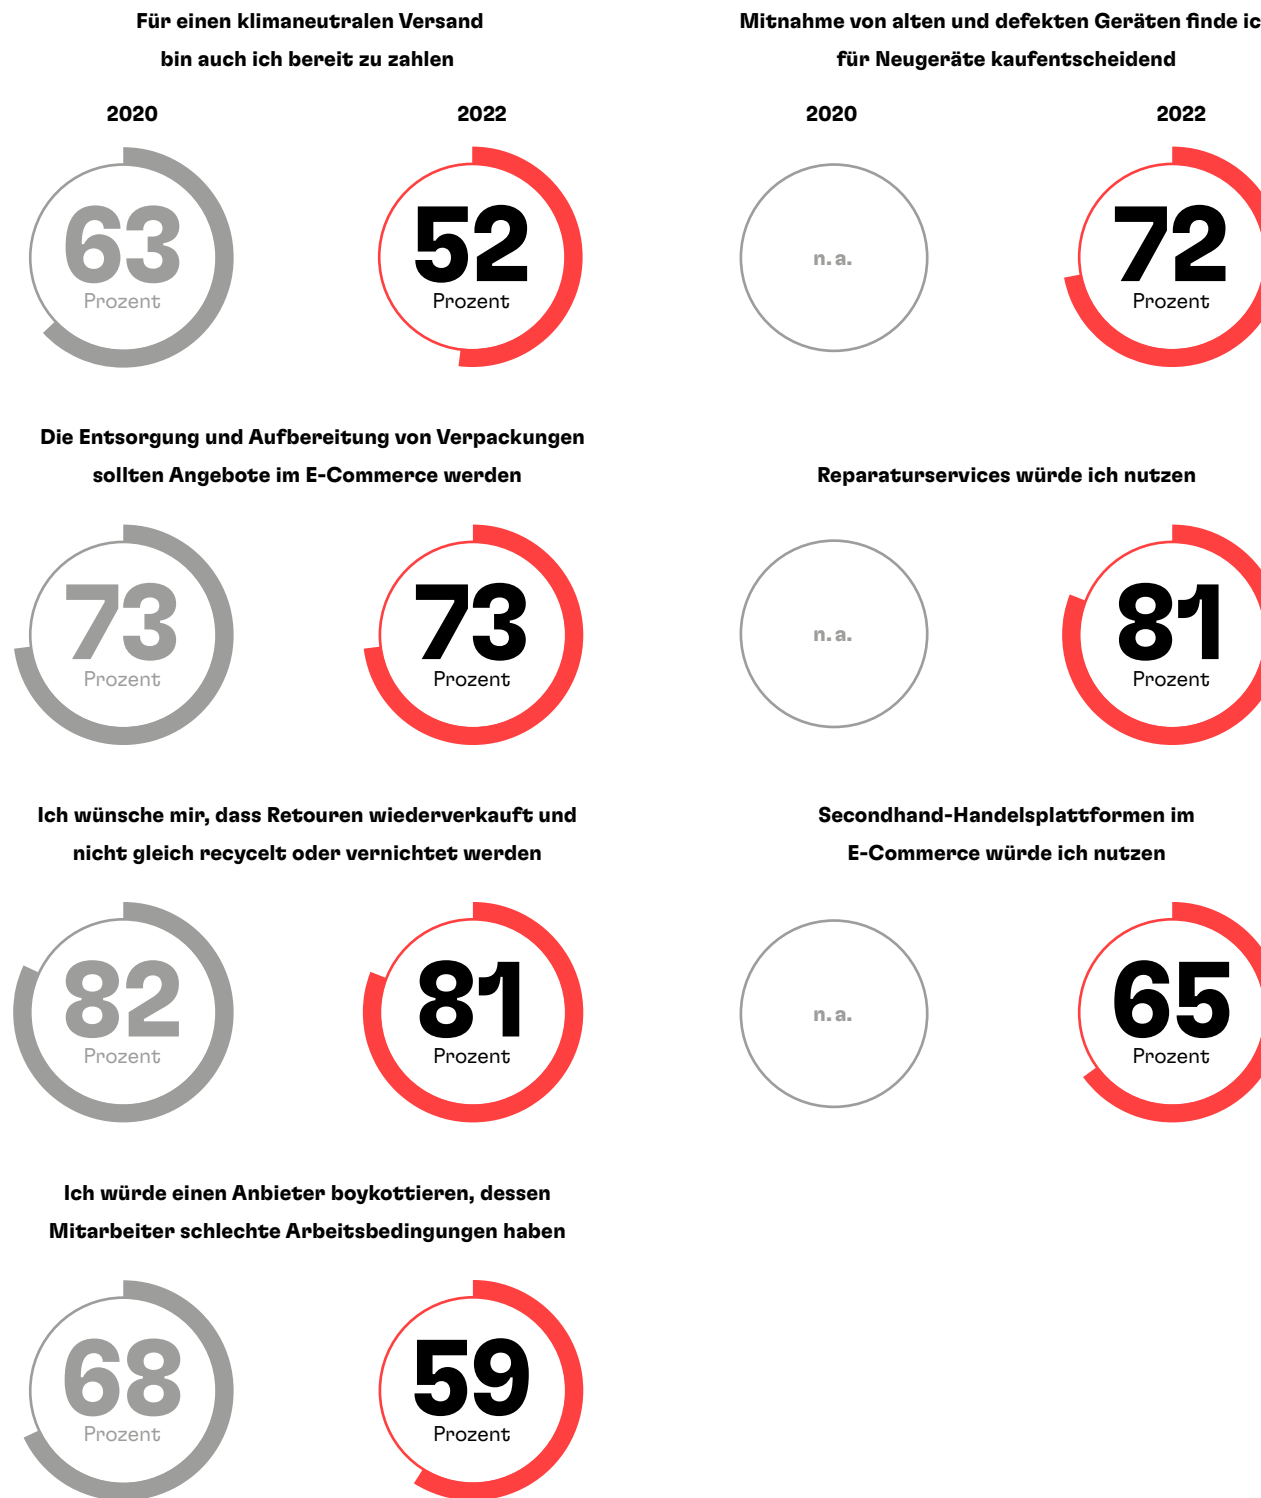 Für einen klimaneutralen Versand
bin auch ich bereit zu zahlen
2020
2022
63
Prozent
52
Prozent
Die Entsorgung und Aufbereitung von Verpackungen
sollten Angebote im E-Commerce werden
73
Prozent
73
Prozent
Ich wünsche mir, dass Retouren wiederverkauft und
nicht gleich recycelt oder vernichtet werden
82
Prozent
81
Prozent
Ich würde einen Anbieter boykottieren, dessen
Mitarbeiter schlechte Arbeitsbedingungen haben
68
Prozent
59
Prozent
Mitnahme von alten und defekten Geräten finde ic
für Neugeräte kaufentscheidend
2020
2022
n. a.
72
Prozent
Reparaturservices würde ich nutzen
n. a.
81
Prozent
Secondhand-Handelsplattformen im
E-Commerce würde ich nutzen
n. a.
65
Prozent